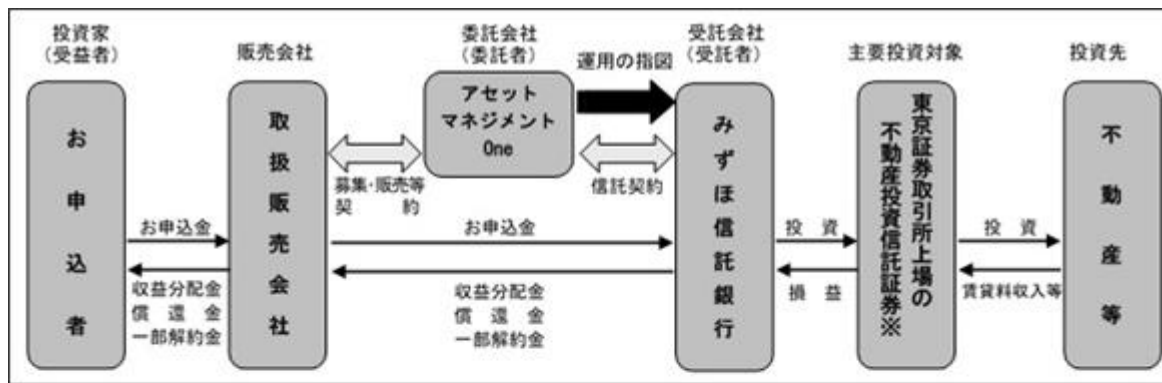 投資家
(受益者)
販売会社
委託会社
(委託者)
受託会社
(受託者)
主要投資対象
投資先
お申込者
取扱販売会社
アセット
マネジメント
One
運用の指図
みずほ信託銀行
東京証券取引所上場の
不動産投資信託証券※
不動産等
募集・販売等
契約
信託契約
お申込金
収益分配金
償還金
一部解約金
お申込金
収益分配金
償還金
一部解約金
投資
損益
投資
賃貸料収入等